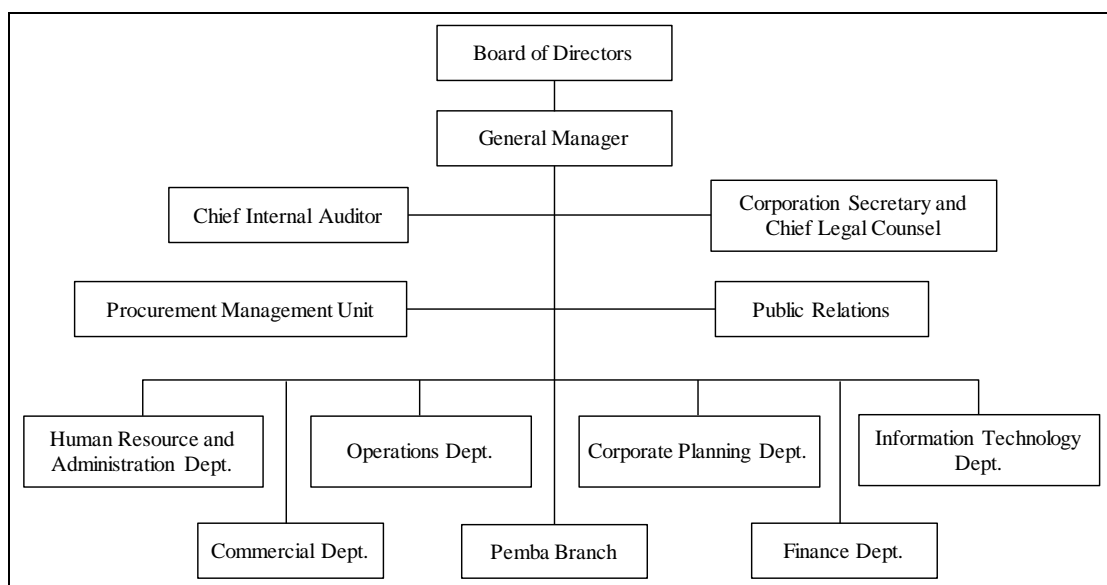 Board of Directors
General Manager
Chief Internal Auditor
Corporation Secretary and
Chief Legal Counsel
Procurement Management Unit
Public Relations
Human Resource and
Administration Dept.
Operations Dept.
Corporate Planning Dept.
Information Technology
Dept.
Commercial Dept.
Pemba Branch
Finance Dept.